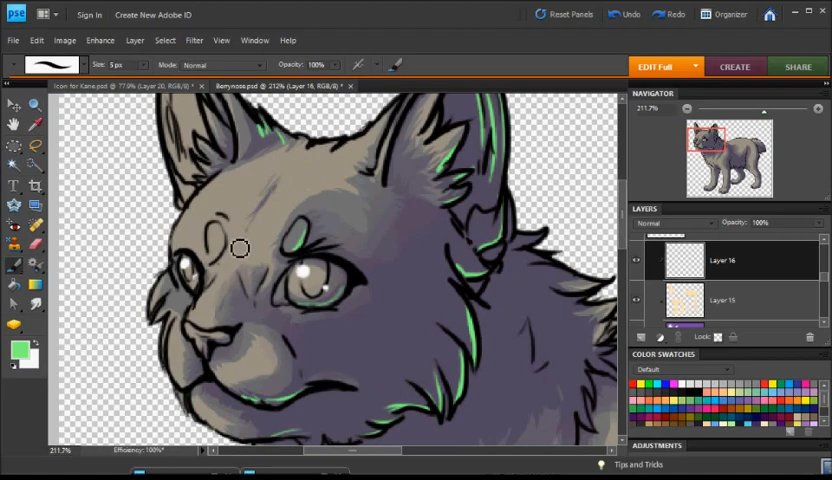 pse Sign In Create New Adobe ID Reset Panels Undo Redo Organizer
File Edit Image Enhance Layer Select Filter View Window Help
Size: 5 px Mode: Normal Opacity: 100% EDIT Full CREATE SHARE
Icon for Kane.psd @ 77.9% (Layer 20, RGB/8) * × Berrynose.psd @ 212% (Layer 16, RGB/8) * ×
NAVIGATOR
211.7%
LAYERS
Normal Opacity: 100%
Layer 16
Layer 15
Lock:
COLOR SWATCHES
Default
ADJUSTMENTS
211.7% Efficiency: 100%*
Tips and Tricks